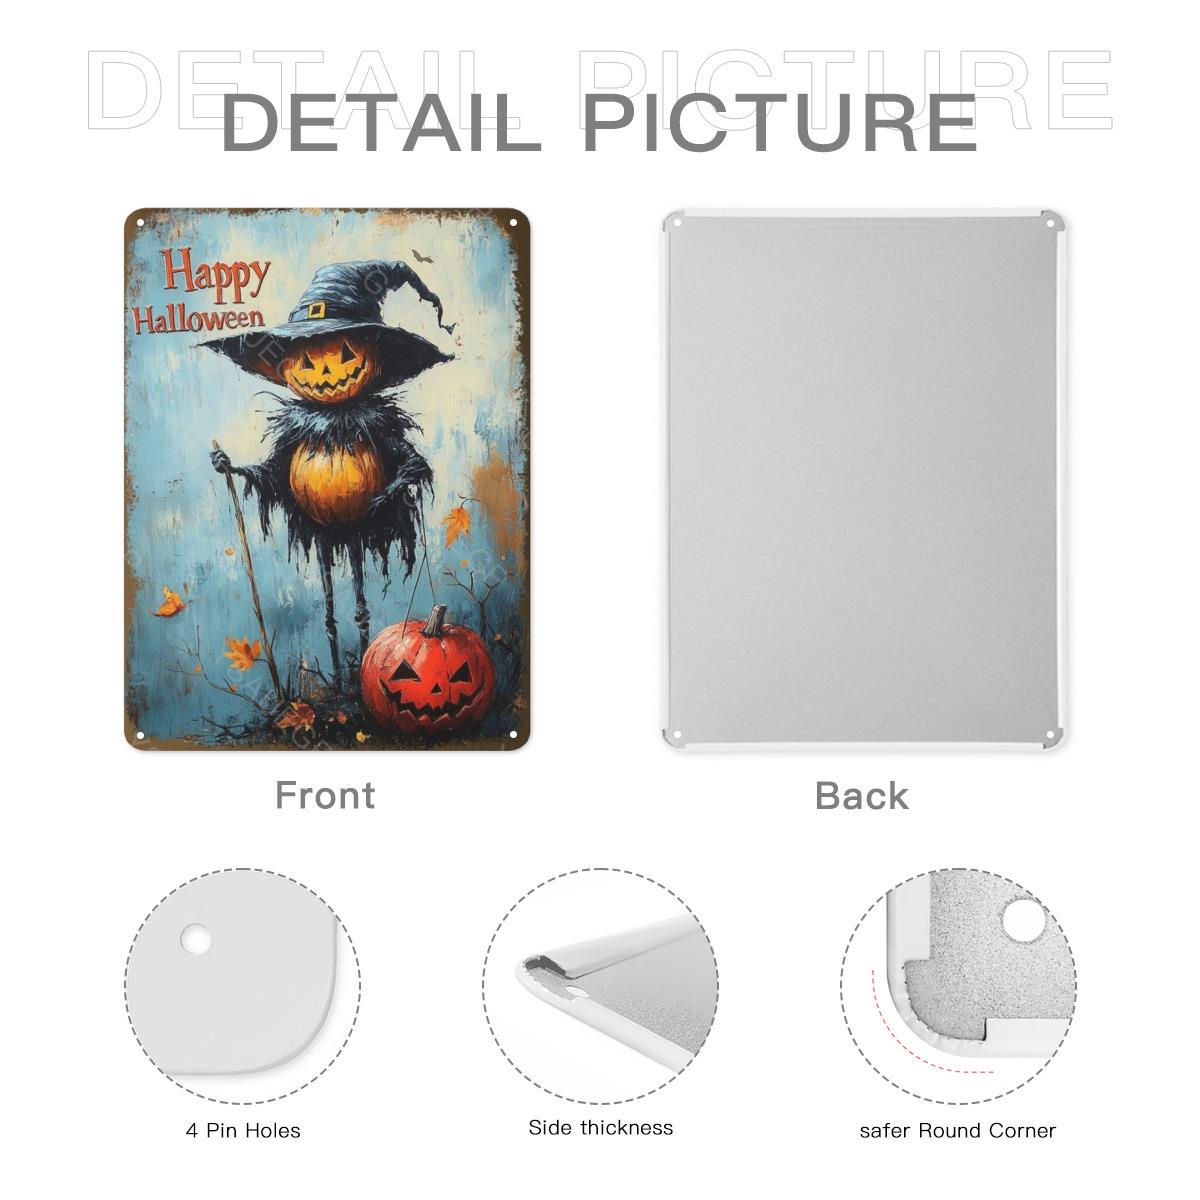 DETAIL PICTURE
DETAIL PICTURE
Happy
Halloween
Front
Back
4 Pin Holes
Side thickness
safer Round Corner